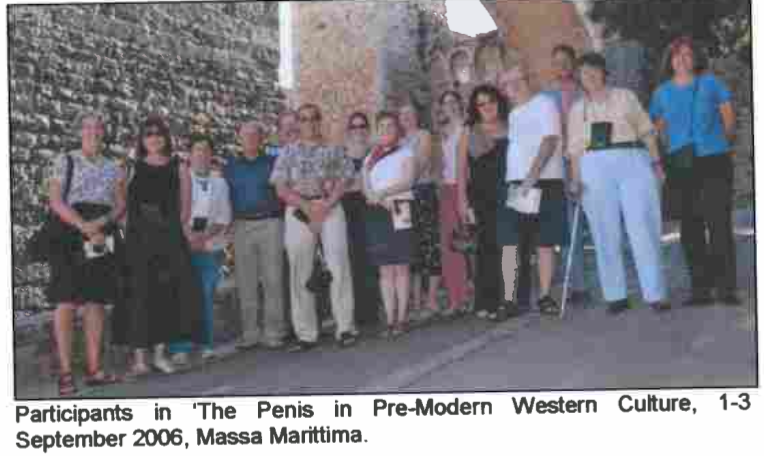 Participants in 'The Penis in Pre-Modern Western Culture, 1-3
September 2006, Massa Marittima.